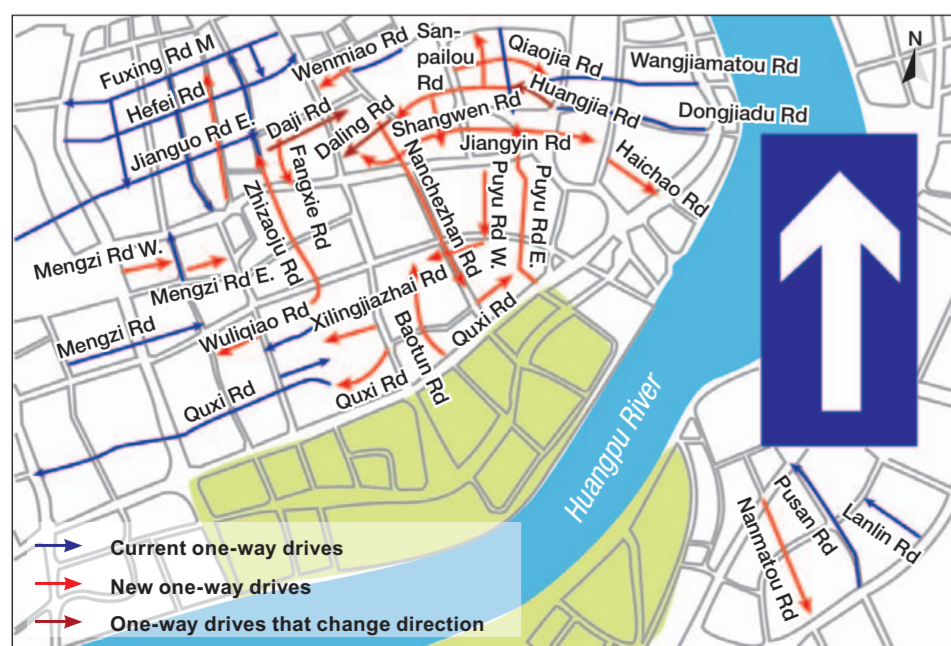 Fuxing Rd M
Hefei Rd
Jianguo Rd E.
Wenmiao Rd
San-
pailou
Rd
Qiaojia Rd
Wangjiamatou Rd
Huangjia Rd
Dongjiadu Rd
Daji Rd
Daling Rd
Shangwen Rd
Jiangyin Rd
Haichao Rd
Fangxie Rd
Zhizaoju Rd
Nanchezhan Rd
Puyu Rd W.
Puyu Rd E.
Mengzi Rd W.
Mengzi Rd E.
Mengzi Rd
Wuliqiao Rd
Xilingjiazhai Rd
Baotun Rd
Quxi Rd
Quxi Rd
Quxi Rd
Huangpu River
N
Nanmatou Rd
Pusan Rd
Lanlin Rd
Current one-way drives
New one-way drives
One-way drives that change direction